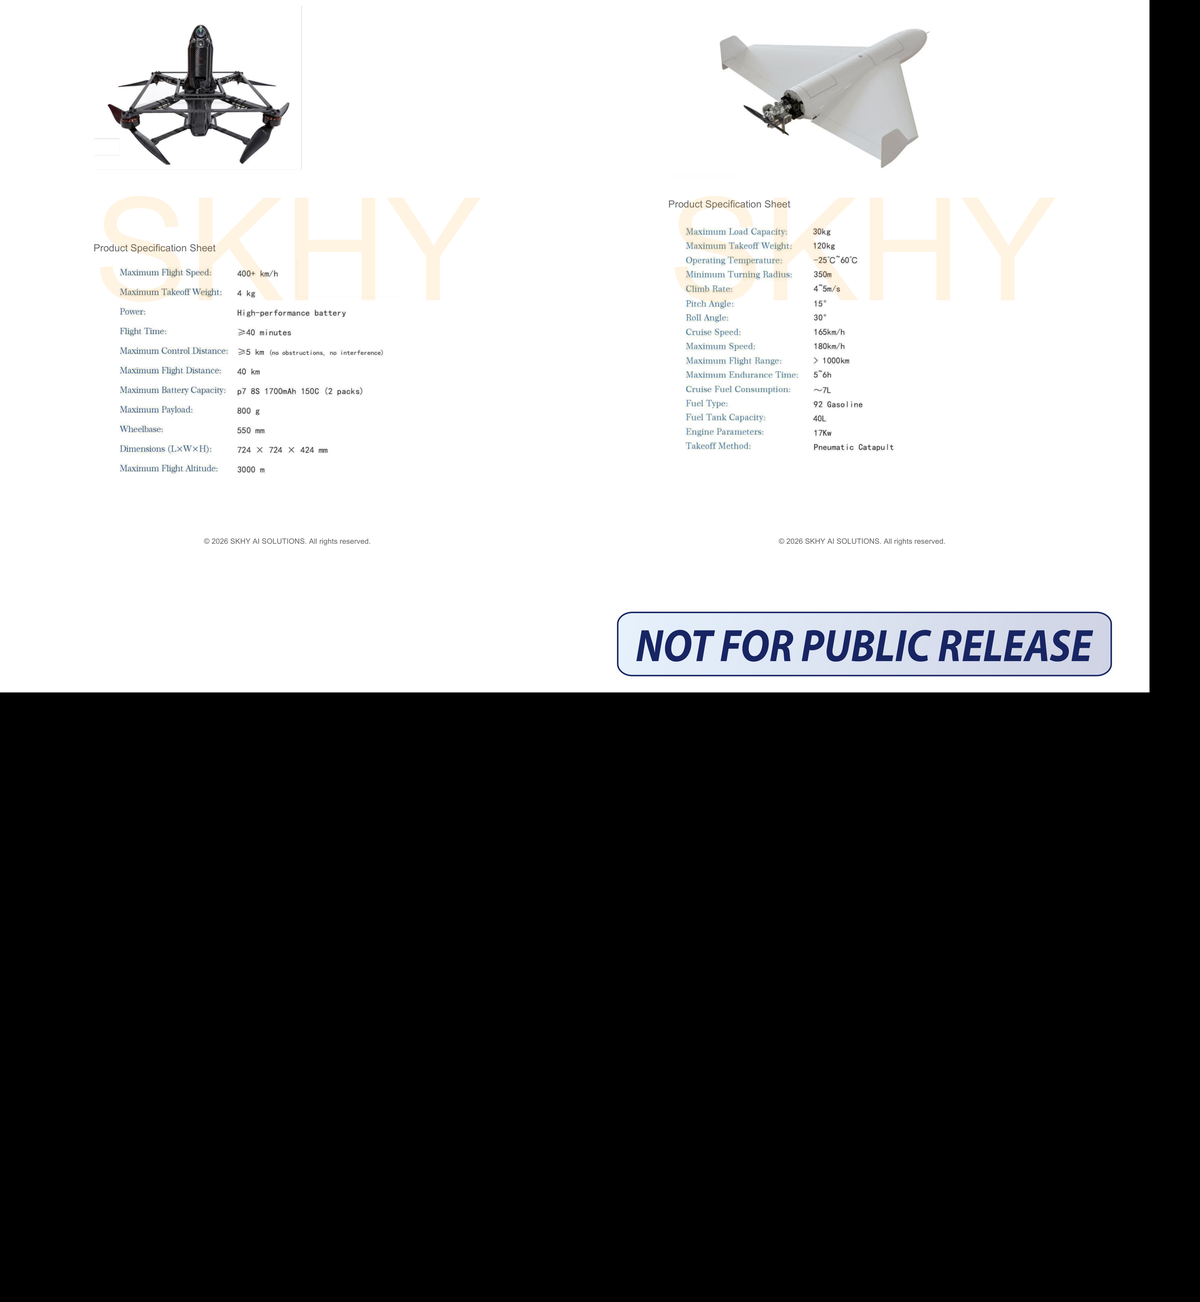 SKHY
Product Specification Sheet
Maximum Flight Speed: 400+ km/h
Maximum Takeoff Weight: 4 kg
Power: High-performance battery
Flight Time: ≥40 minutes
Maximum Control Distance: ≥5 km (no obstructions, no interference)
Maximum Flight Distance: 40 km
Maximum Battery Capacity: p7 8S 1700mAh 150C (2 packs)
Maximum Payload: 800 g
Wheelbase: 550 mm
Dimensions (L×W×H): 724 × 724 × 424 mm
Maximum Flight Altitude: 3000 m
© 2026 SKHY AI SOLUTIONS. All rights reserved.
SKHY
Product Specification Sheet
Maximum Load Capacity: 30kg
Maximum Takeoff Weight: 120kg
Operating Temperature: -25℃~60℃
Minimum Turning Radius: 350m
Climb Rate: 4~5m/s
Pitch Angle: 15°
Roll Angle: 30°
Cruise Speed: 165km/h
Maximum Speed: 180km/h
Maximum Flight Range: > 1000km
Maximum Endurance Time: 5~6h
Cruise Fuel Consumption: ~7L
Fuel Type: 92 Gasoline
Fuel Tank Capacity: 40L
Engine Parameters: 17Kw
Takeoff Method: Pneumatic Catapult
© 2026 SKHY AI SOLUTIONS. All rights reserved.
NOT FOR PUBLIC RELEASE